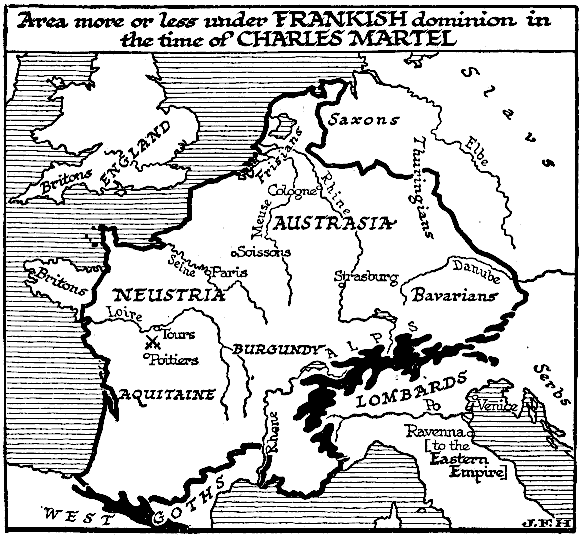 Area more or less under FRANKISH dominion in
the time of CHARLES MARTEL
Slavs
Saxons
ENGLAND
Britons
Frisians
Elbe
Thuringians
Cologne
Rhine
Meuse
AUSTRASIA
Soissons
Seine
Paris
Britons
Strasburg
Danube
NEUSTRIA
Bavarians
Loire
Tours
Poitiers
BURGUNDY
ALPS
AQUITAINE
LOMBARDS
Serbs
Po
Venice
Rhone
Ravenna
[to the
Eastern
Empire]
WEST GOTHS
J.F.H